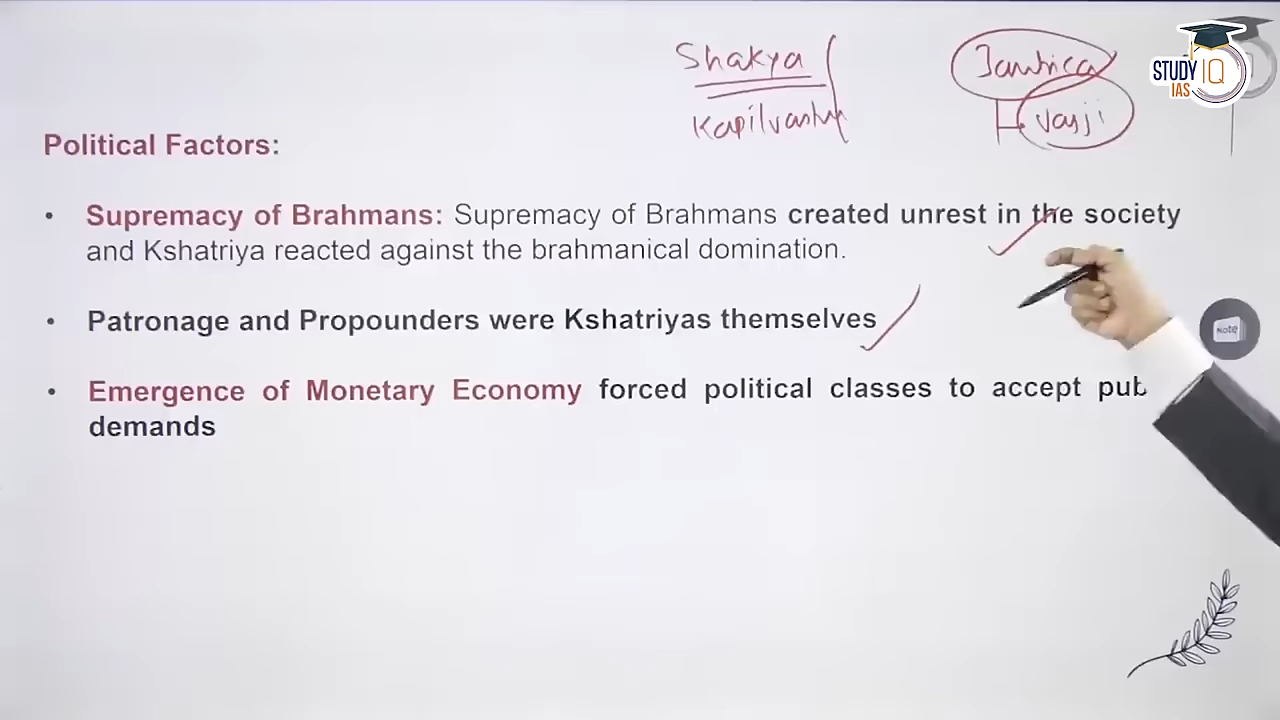 Shakya
Kapilvastu
Jantrica
Vajji
STUDY IQ
IAS
Political Factors:
• Supremacy of Brahmans: Supremacy of Brahmans created unrest in the society
and Kshatriya reacted against the brahmanical domination.
• Patronage and Propounders were Kshatriyas themselves
Note
• Emergence of Monetary Economy forced political classes to accept pub
demands